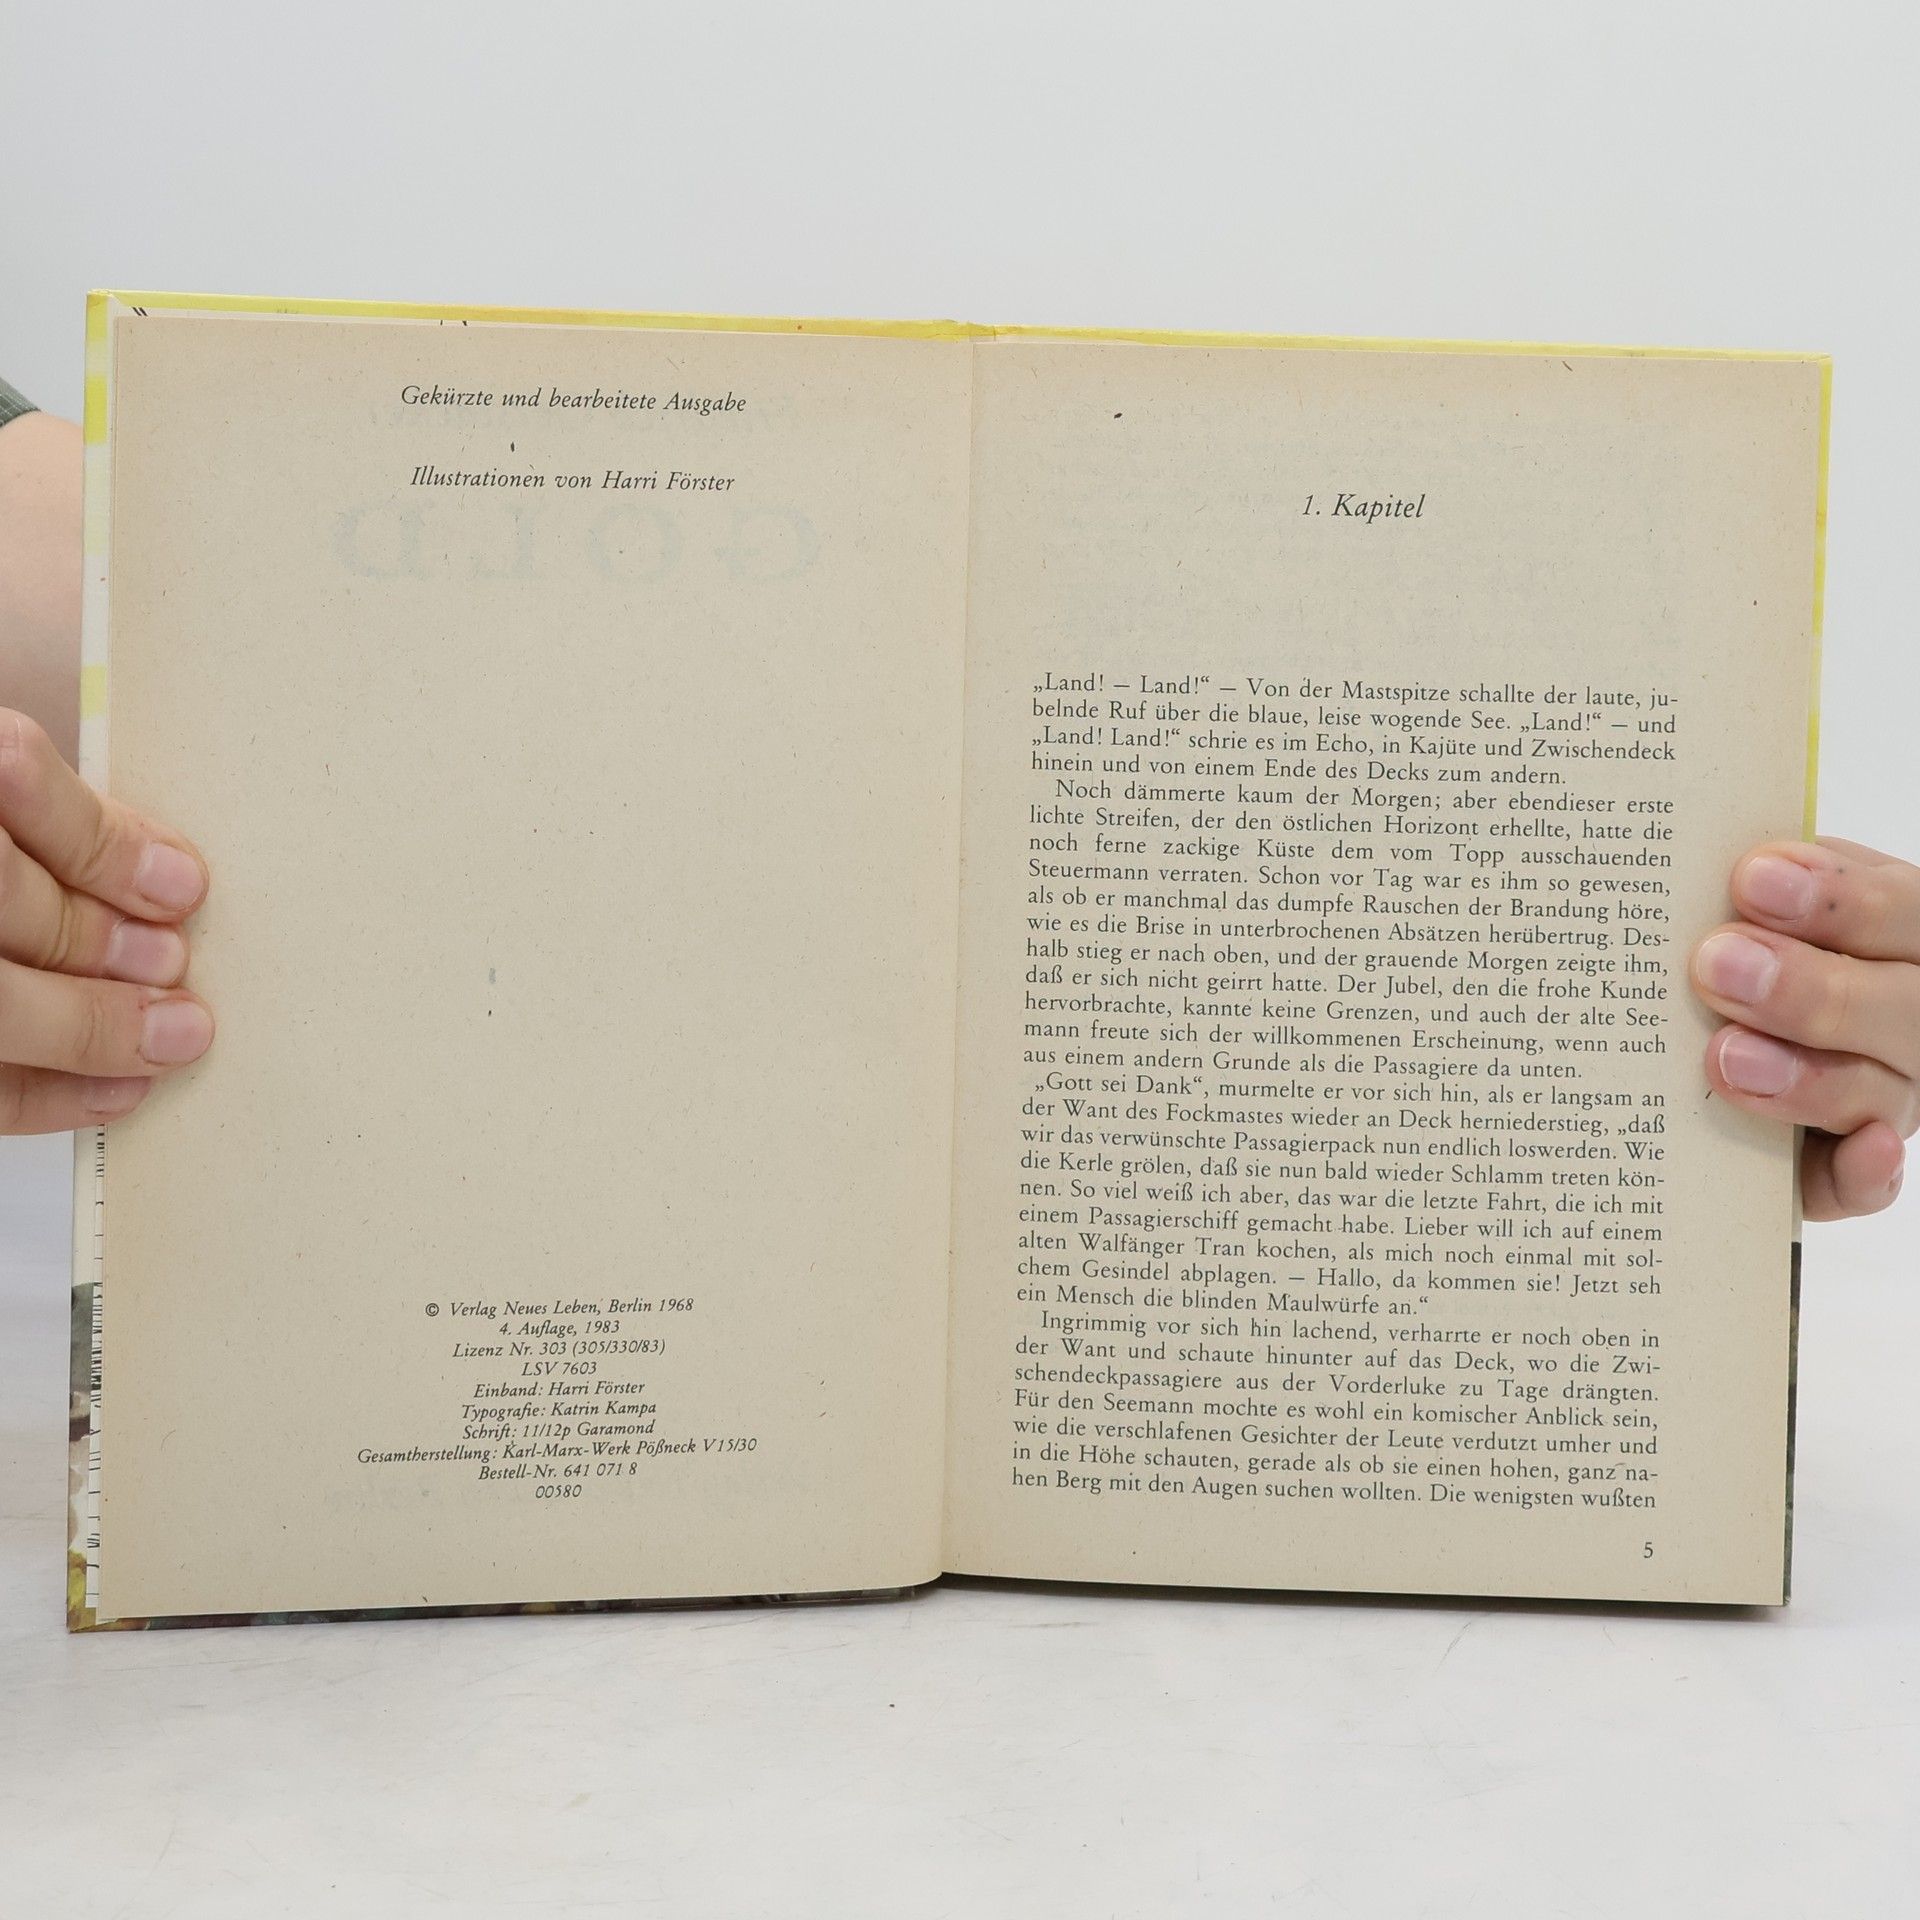 Gekürzte und bearbeitete Ausgabe
Illustrationen von Harri Förster
GOLD
© Verlag Neues Leben, Berlin 1968
4. Auflage, 1983
Lizenz Nr. 303 (305/330/83)
LSV 7603
Einband: Harri Förster
Typografie: Katrin Kampa
Schrift: 11/12p Garamond
Gesamtherstellung: Karl-Marx-Werk Pößneck V 15/30
Bestell-Nr. 641 071 8
00580
1. Kapitel
„Land! – Land!“ – Von der Mastspitze schallte der laute, ju-
belnde Ruf über die blaue, leise wogende See. „Land!“ – und
„Land! Land!“ schrie es im Echo, in Kajüte und Zwischendeck
hinein und von einem Ende des Decks zum andern.
Noch dämmerte kaum der Morgen; aber ebendieser erste
lichte Streifen, der den östlichen Horizont erhellte, hatte die
noch ferne zackige Küste dem vom Topp ausschauenden
Steuermann verraten. Schon vor Tag war es ihm so gewesen,
als ob er manchmal das dumpfe Rauschen der Brandung höre,
wie es die Brise in unterbrochenen Absätzen herübertrug. Des-
halb stieg er nach oben, und der grauende Morgen zeigte ihm,
daß er sich nicht geirrt hatte. Der Jubel, den die frohe Kunde
hervorbrachte, kannte keine Grenzen, und auch der alte See-
mann freute sich der willkommenen Erscheinung, wenn auch
aus einem andern Grunde als die Passagiere da unten.
„Gott sei Dank“, murmelte er vor sich hin, als er langsam an
der Want des Fockmastes wieder an Deck herniederstieg, „daß
wir das verwünschte Passagierpack nun endlich loswerden. Wie
die Kerle grölen, daß sie nun bald wieder Schlamm treten kön-
nen. So viel weiß ich aber, das war die letzte Fahrt, die ich mit
einem Passagierschiff gemacht habe. Lieber will ich auf einem
alten Walfänger Tran kochen, als mich noch einmal mit sol-
chem Gesindel abplagen. – Hallo, da kommen sie! Jetzt seh
ein Mensch die blinden Maulwürfe an.“
Ingrimmig vor sich hin lachend, verharrte er noch oben in
der Want und schaute hinunter auf das Deck, wo die Zwi-
schendeckpassagiere aus der Vorderluke zu Tage drängten.
Für den Seemann mochte es wohl ein komischer Anblick sein,
wie die verschlafenen Gesichter der Leute verdutzt umher und
in die Höhe schauten, gerade als ob sie einen hohen, ganz na-
hen Berg mit den Augen suchen wollten. Die wenigsten wußten
5